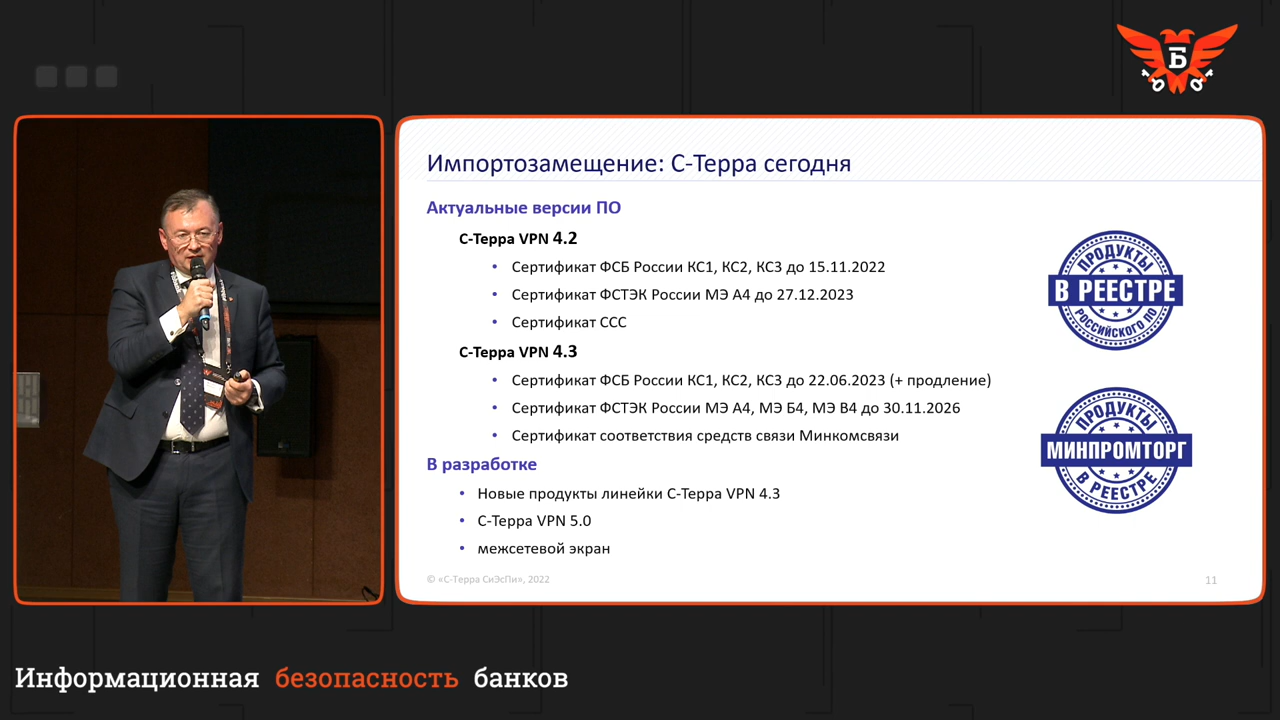 Б
Импортозамещение: С-Терра сегодня
Актуальные версии ПО
С-Терра VPN 4.2
• Сертификат ФСБ России КС1, КС2, КС3 до 15.11.2022
• Сертификат ФСТЭК России МЭ А4 до 27.12.2023
• Сертификат ССС
С-Терра VPN 4.3
• Сертификат ФСБ России КС1, КС2, КС3 до 22.06.2023 (+ продление)
• Сертификат ФСТЭК России МЭ А4, МЭ Б4, МЭ В4 до 30.11.2026
• Сертификат соответствия средств связи Минкомсвязи
В разработке
• Новые продукты линейки С-Терра VPN 4.3
• С-Терра VPN 5.0
• межсетевой экран
ПРОДУКТЫ
В РЕЕСТРЕ
РОССИЙСКОГО ПО
ПРОДУКТЫ
МИНПРОМТОРГ
В РЕЕСТРЕ
© «С-Терра СиЭсПи», 2022
11
Информационная безопасность банков